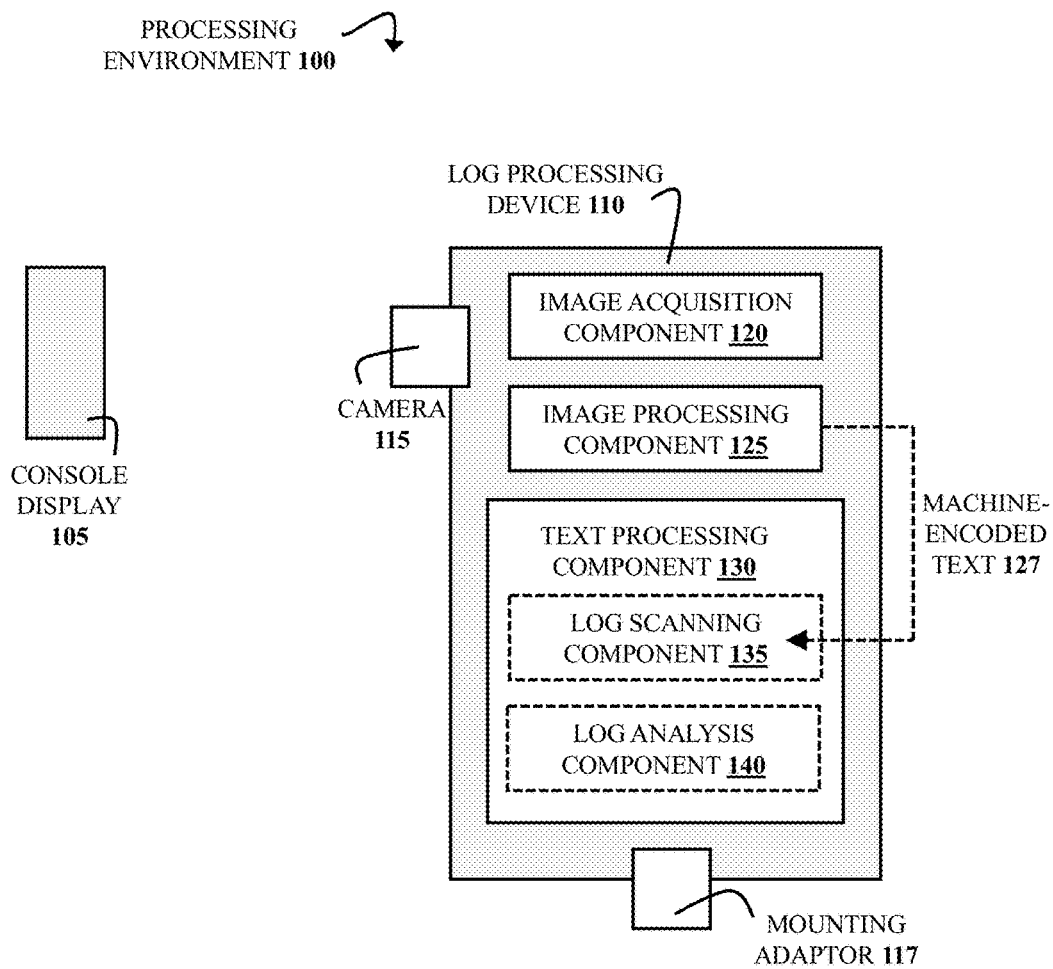 PROCESSING
ENVIRONMENT 100
LOG PROCESSING
DEVICE 110
IMAGE ACQUISITION
COMPONENT 120
CAMERA
115
IMAGE PROCESSING
COMPONENT 125
CONSOLE
DISPLAY
105
MACHINE-
ENCODED
TEXT 127
TEXT PROCESSING
COMPONENT 130
LOG SCANNING
COMPONENT 135
LOG ANALYSIS
COMPONENT 140
MOUNTING
ADAPTOR 117